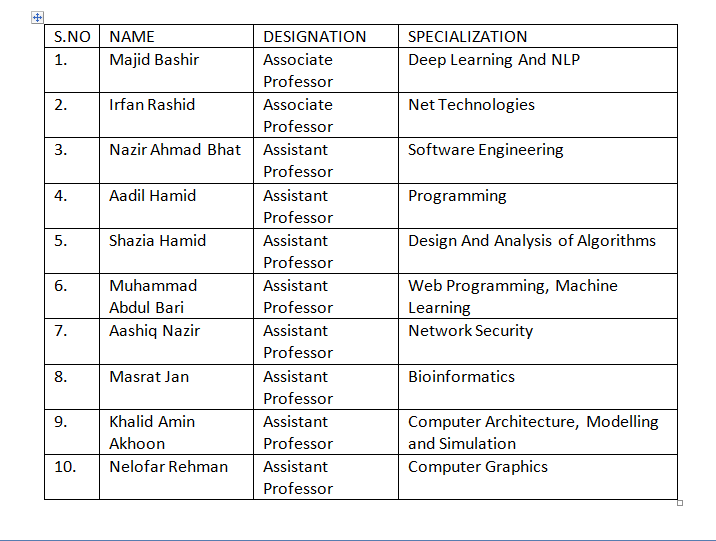 S.NO NAME DESIGNATION SPECIALIZATION
1. Majid Bashir Associate Deep Learning And NLP
Professor
2. Irfan Rashid Associate Net Technologies
Professor
3. Nazir Ahmad Bhat Assistant Software Engineering
Professor
4. Aadil Hamid Assistant Programming
Professor
5. Shazia Hamid Assistant Design And Analysis of Algorithms
Professor
6. Muhammad Assistant Web Programming, Machine
Abdul Bari Professor Learning
7. Aashiq Nazir Assistant Network Security
Professor
8. Masrat Jan Assistant Bioinformatics
Professor
9. Khalid Amin Assistant Computer Architecture, Modelling
Akhoon Professor and Simulation
10. Nelofar Rehman Assistant Computer Graphics
Professor